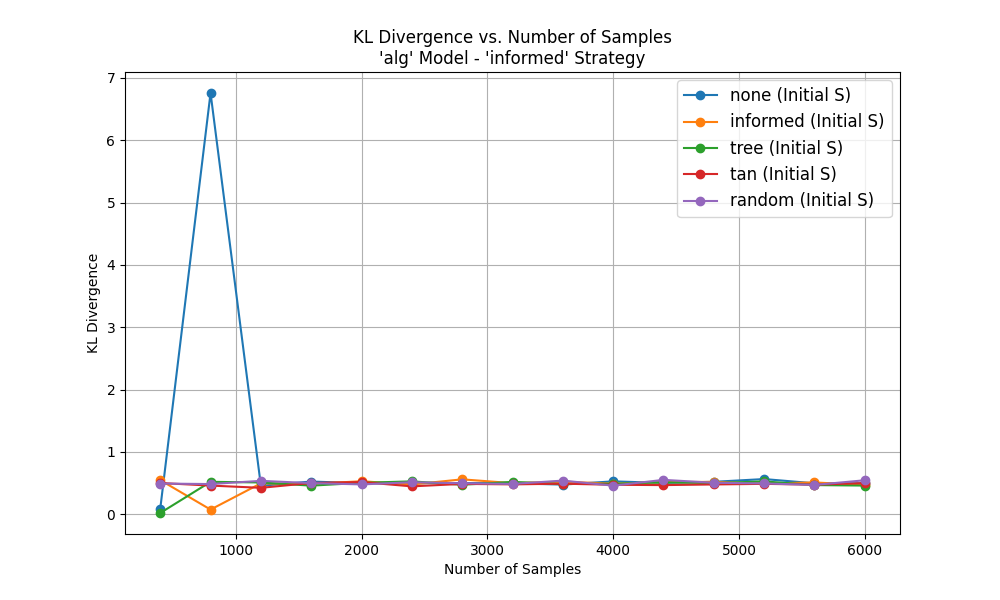 KL Divergence vs. Number of Samples
'alg' Model - 'informed' Strategy
7
6
5
4
3
2
1
0
KL Divergence
none (Initial S)
informed (Initial S)
tree (Initial S)
tan (Initial S)
random (Initial S)
1000 2000 3000 4000 5000 6000
Number of Samples